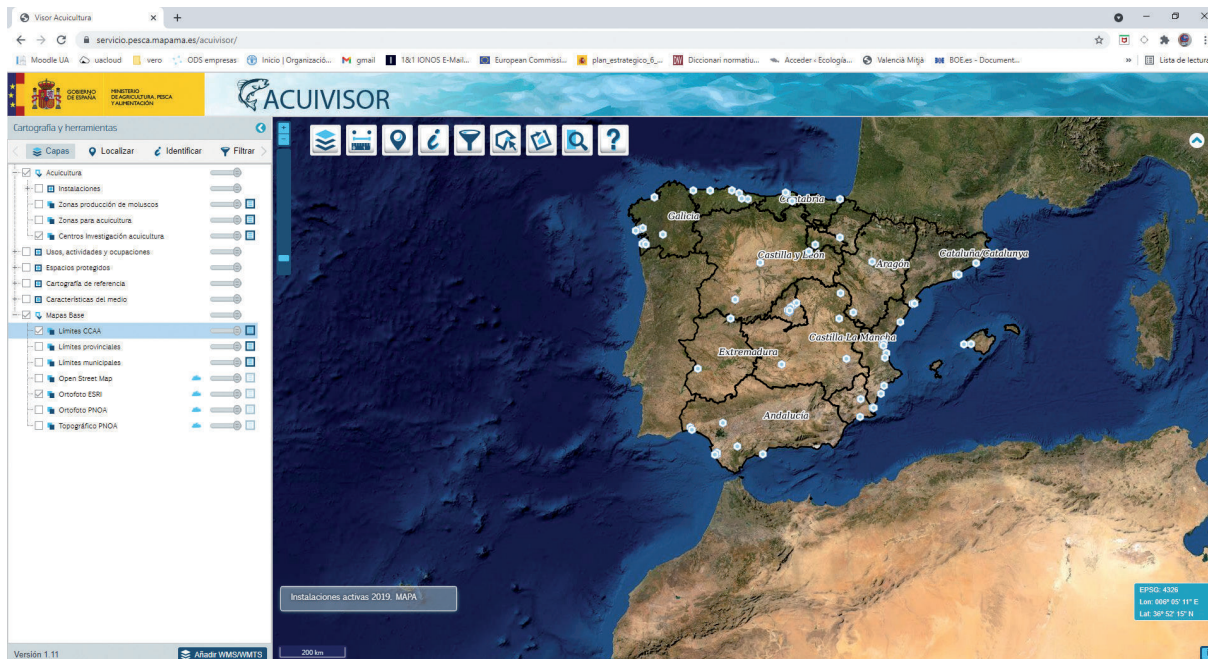 Visor Acuicultura
servicio.pesca.mapama.es/acuivisor/
Moodle UA
uacloud
vero
ODS empresas
Inicio | Organizació...
gmail
1&1 IONOS E-Mail...
European Commissi...
plan_estrategico_6_...
Diccionari normatiu...
Acceder ‹ Ecología...
Valencià Mitjà
BOE.es - Document...
»
Lista de lectura
GOBIERNO DE ESPAÑA
MINISTERIO DE AGRICULTURA, PESCA Y ALIMENTACIÓN
ACUIVISOR
Cartografía y herramientas
Capas
Localizar
Identificar
Filtrar
Acuicultura
Instalaciones
Zonas producción de moluscos
Zonas para acuicultura
Centros Investigación acuicultura
Usos, actividades y ocupaciones
Espacios protegidos
Cartografía de referencia
Características del medio
Mapas Base
Límites CCAA
Límites provinciales
Límites municipales
Open Street Map
Ortofoto ESRI
Ortofoto PNOA
Topográfico PNOA
Versión 1.11
Añadir WMS/WMTS
Galicia
Cantabria
Castilla y León
Aragón
Cataluña/Catalunya
Castilla-La Mancha
Extremadura
Andalucía
Instalaciones activas 2019. MAPA
200 km
EPSG: 4326
Lon: 006º 05' 11" E
Lat: 36º 52' 15" N